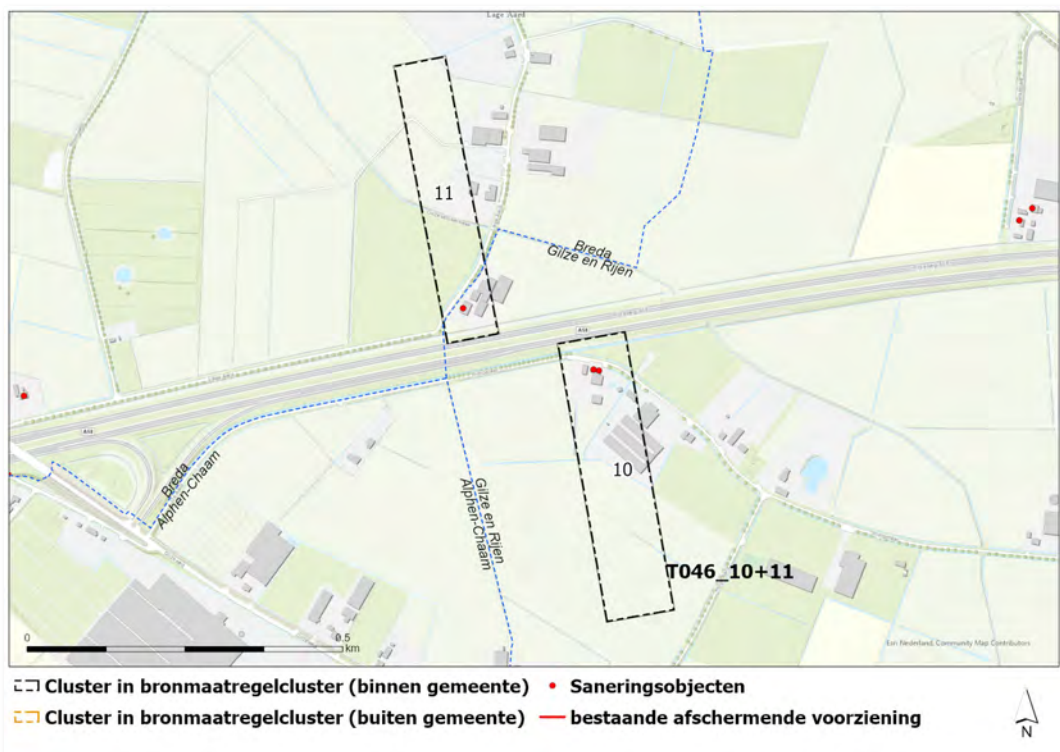 Lage Aard
11
Breda
Gilze en Rijen
A58
10
A58
Breda
Alphen-Chaam
Gilze en Rijen
Alphen-Chaam
T046_10+11
0
0.5
km
Esri Nederland, Community Map Contributors
Cluster in bronmaatregelcluster (binnen gemeente)
Saneringsobjecten
Cluster in bronmaatregelcluster (buiten gemeente)
bestaande afschermende voorziening
N